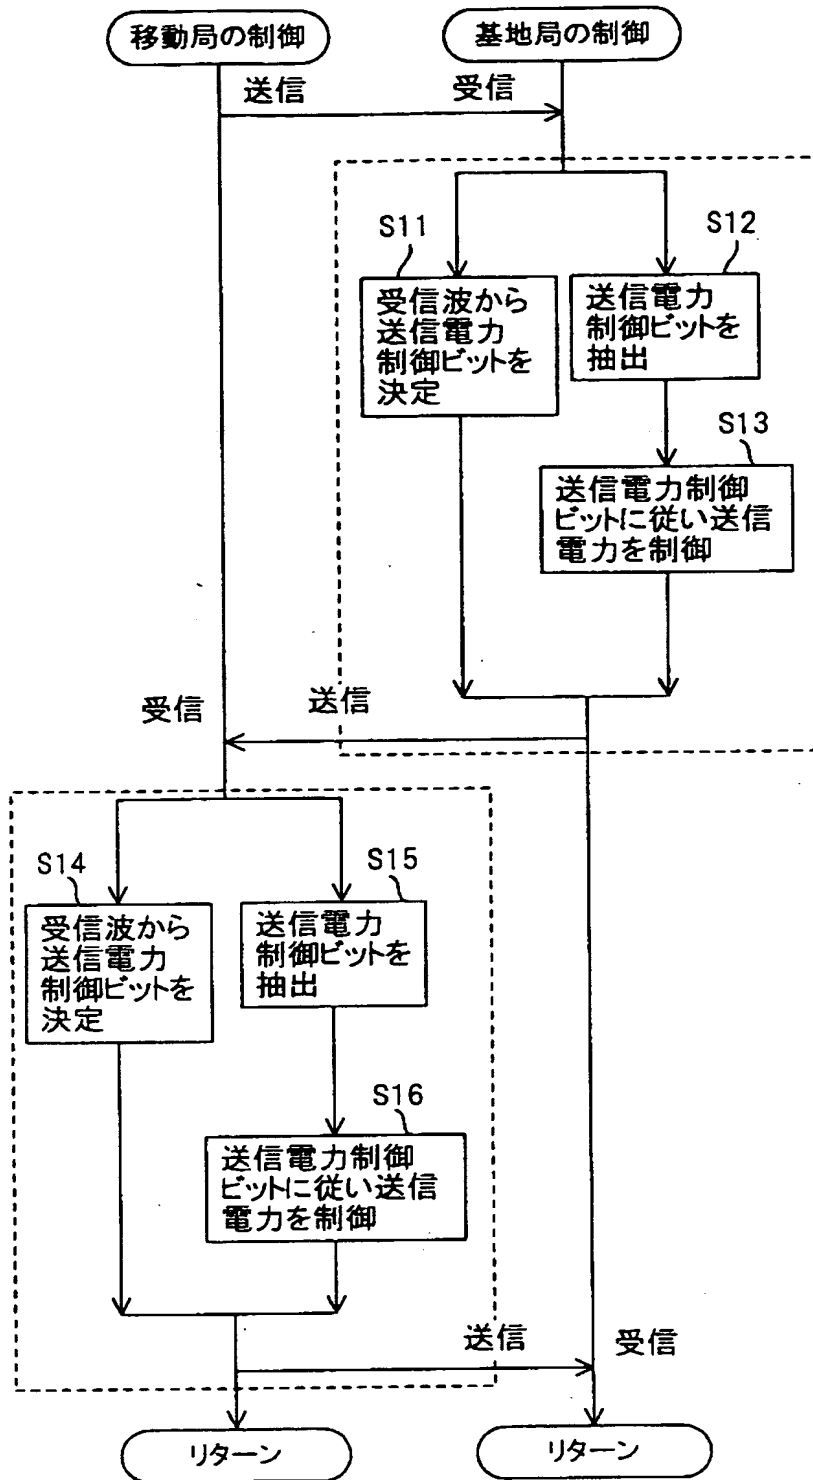 移動局の制御
基地局の制御
送信
受信
S11
S12
受信波から
送信電力
制御ビットを
決定
送信電力
制御ビットを
抽出
S13
送信電力制御
ビットに従い送信
電力を制御
受信
送信
S14
S15
受信波から
送信電力
制御ビットを
決定
送信電力
制御ビットを
抽出
S16
送信電力制御
ビットに従い送信
電力を制御
送信
受信
リターン
リターン